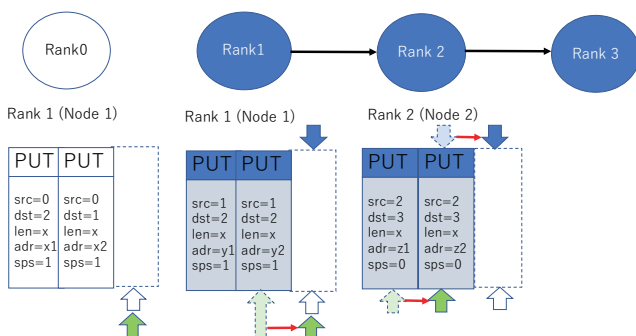 Rank0
Rank1
Rank 2
Rank 3
Rank 1 (Node 1)
Rank 1 (Node 1)
Rank 2 (Node 2)
PUT PUT
src=0 src=0
dst=2 dst=1
len=x len=x
adr=x1 adr=x2
sps=1 sps=1
PUT PUT
src=1 src=1
dst=2 dst=2
len=x len=x
adr=y1 adr=y2
sps=1 sps=1
PUT PUT
src=2 src=2
dst=3 dst=3
len=x len=x
adr=z1 adr=z2
sps=0 sps=0